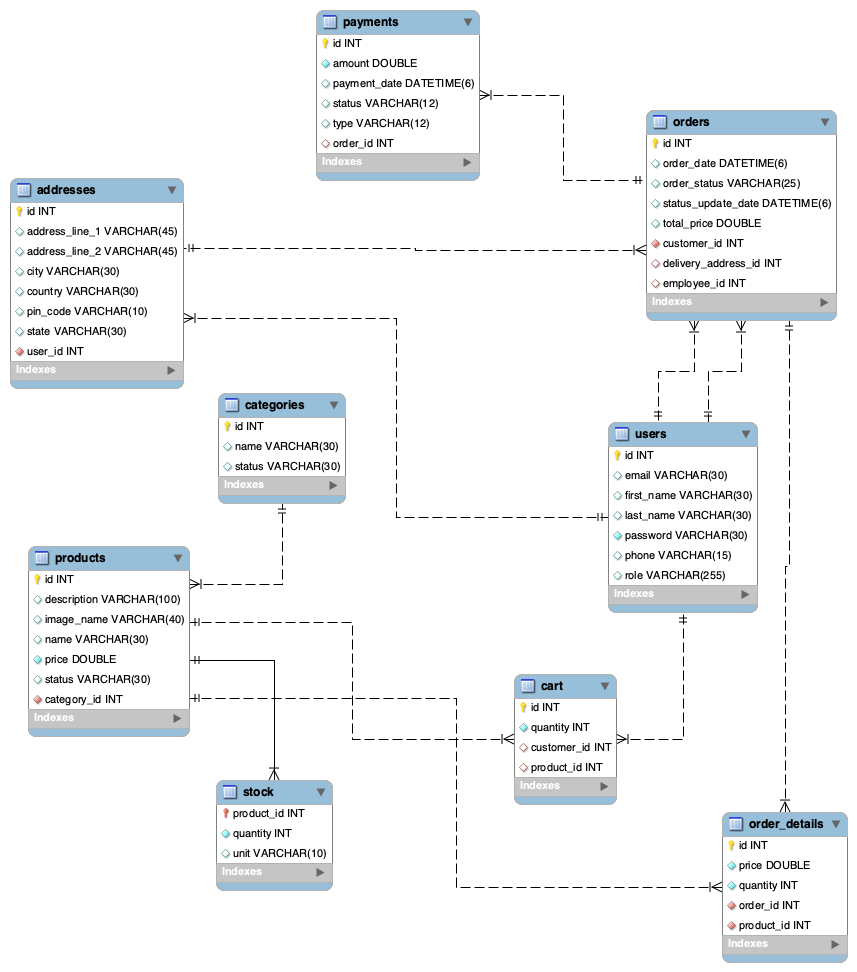 payments
id INT
amount DOUBLE
payment_date DATETIME(6)
status VARCHAR(12)
type VARCHAR(12)
order_id INT
Indexes
orders
id INT
order_date DATETIME(6)
order_status VARCHAR(25)
status_update_date DATETIME(6)
total_price DOUBLE
customer_id INT
delivery_address_id INT
employee_id INT
Indexes
addresses
id INT
address_line_1 VARCHAR(45)
address_line_2 VARCHAR(45)
city VARCHAR(30)
country VARCHAR(30)
pin_code VARCHAR(10)
state VARCHAR(30)
user_id INT
Indexes
categories
id INT
name VARCHAR(30)
status VARCHAR(30)
Indexes
users
id INT
email VARCHAR(30)
first_name VARCHAR(30)
last_name VARCHAR(30)
password VARCHAR(30)
phone VARCHAR(15)
role VARCHAR(255)
Indexes
products
id INT
description VARCHAR(100)
image_name VARCHAR(40)
name VARCHAR(30)
price DOUBLE
status VARCHAR(30)
category_id INT
Indexes
cart
id INT
quantity INT
customer_id INT
product_id INT
Indexes
stock
product_id INT
quantity INT
unit VARCHAR(10)
Indexes
order_details
id INT
price DOUBLE
quantity INT
order_id INT
product_id INT
Indexes